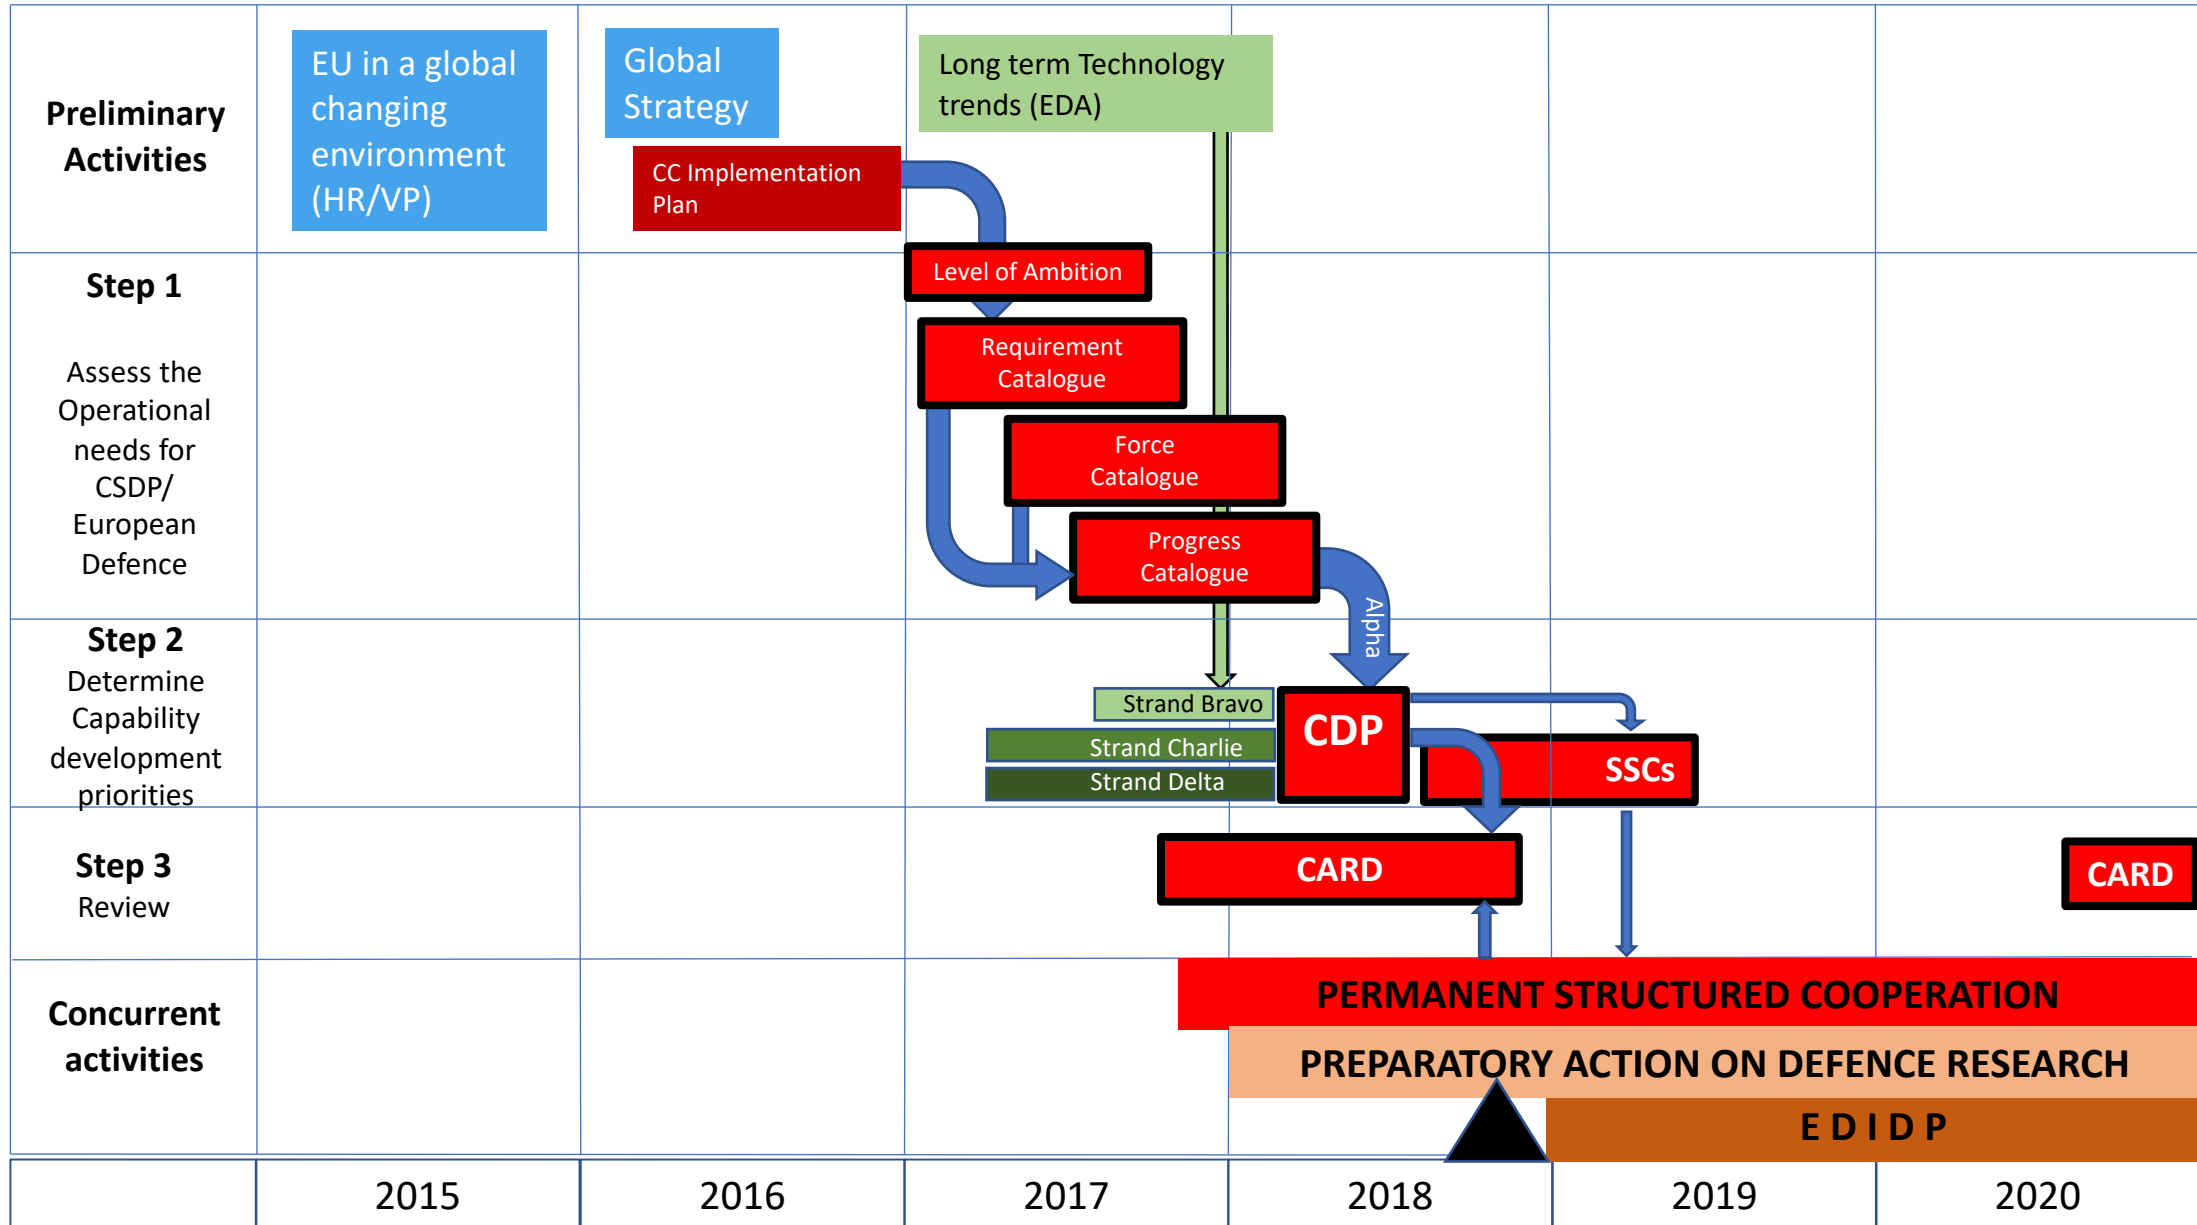 Preliminary
Activities
EU in a global
changing
environment
(HR/VP)
Global
Strategy
CC Implementation
Plan
Long term Technology
trends (EDA)
Step 1
Assess the
Operational
needs for
CSDP/
European
Defence
Level of Ambition
Requirement
Catalogue
Force
Catalogue
Progress
Catalogue
Alpha
Step 2
Determine
Capability
development
priorities
Strand Bravo
Strand Charlie
Strand Delta
CDP
SSCs
Step 3
Review
CARD
CARD
Concurrent
activities
PERMANENT STRUCTURED COOPERATION
PREPARATORY ACTION ON DEFENCE RESEARCH
E D I D P
2015
2016
2017
2018
2019
2020